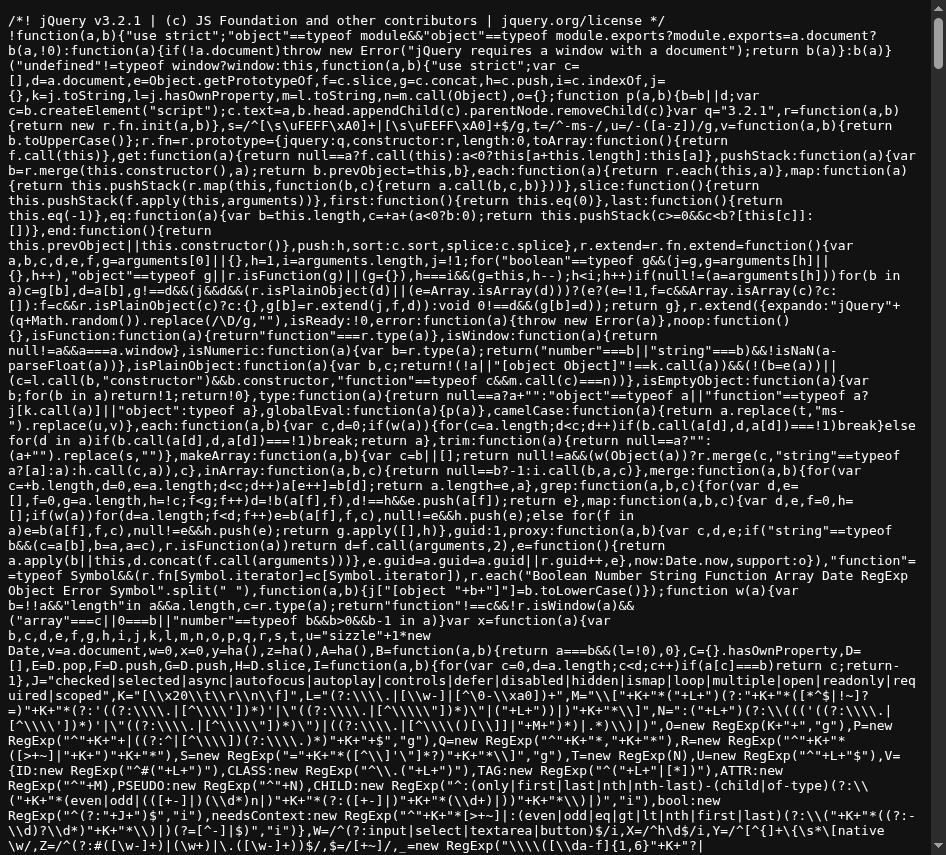 /*! jQuery v3.2.1 | (c) JS Foundation and other contributors | jquery.org/license */
!function(a,b){"use strict";"object"==typeof module&&"object"==typeof module.exports?module.exports=a.document?
b(a,!0):function(a){if(!a.document)throw new Error("jQuery requires a window with a document");return b(a)}:b(a)}
("undefined"!=typeof window?window:this,function(a,b){"use strict";var c=
[],d=a.document,e=Object.getPrototypeOf,f=c.slice,g=c.concat,h=c.push,i=c.indexOf,j=
{},k=j.toString,l=j.hasOwnProperty,m=l.toString,n=m.call(Object),o={};function p(a,b){b=b||d;var
c=b.createElement("script");c.text=a,b.head.appendChild(c).parentNode.removeChild(c)}var q="3.2.1",r=function(a,b)
{return new r.fn.init(a,b)},s=/^[\s\uFEFF\xA0]+|[\s\uFEFF\xA0]+$/g,t=/^-ms-/,u=/-([a-z])/g,v=function(a,b){return
b.toUpperCase()};r.fn=r.prototype={jquery:q,constructor:r,length:0,toArray:function(){return
f.call(this)},get:function(a){return null==a?f.call(this):a<0?this[a+this.length]:this[a]},pushStack:function(a){var
b=r.merge(this.constructor(),a);return b.prevObject=this,b},each:function(a){return r.each(this,a)},map:function(a)
{return this.pushStack(r.map(this,function(b,c){return a.call(b,c,b)}))},slice:function(){return
this.pushStack(f.apply(this,arguments))},first:function(){return this.eq(0)},last:function(){return
this.eq(-1)},eq:function(a){var b=this.length,c=+a+(a<0?b:0);return this.pushStack(c>=0&&c<b?[this[c]]:
[])},end:function(){return
this.prevObject||this.constructor()},push:h,sort:c.sort,splice:c.splice},r.extend=r.fn.extend=function(){var
a,b,c,d,e,f,g=arguments[0]||{},h=1,i=arguments.length,j=!1;for("boolean"==typeof g&&(j=g,g=arguments[h]||
{},h++),"object"==typeof g||r.isFunction(g)||(g={}),h===i&&(g=this,h--);h<i;h++)if(null!=(a=arguments[h]))for(b in
a)c=g[b],d=a[b],g!==d&&(j&&d&&(r.isPlainObject(d)||(e=Array.isArray(d)))?(e?(e=!1,f=c&&Array.isArray(c)?c:
[]):f=c&&r.isPlainObject(c)?c:{},g[b]=r.extend(j,f,d)):void 0!==d&&(g[b]=d));return g},r.extend({expando:"jQuery"+
(q+Math.random()).replace(/\D/g,""),isReady:!0,error:function(a){throw new Error(a)},noop:function()
{},isFunction:function(a){return"function"===r.type(a)},isWindow:function(a){return
null!=a&&a===a.window},isNumeric:function(a){var b=r.type(a);return("number"===b||"string"===b)&&!isNaN(a-
parseFloat(a))},isPlainObject:function(a){var b,c;return!(!a||"[object Object]"!==k.call(a))&&(!(b=e(a))||
(c=l.call(b,"constructor")&&b.constructor,"function"==typeof c&&m.call(c)===n))},isEmptyObject:function(a){var
b;for(b in a)return!1;return!0},type:function(a){return null==a?a+"":"object"==typeof a||"function"==typeof a?
j[k.call(a)]||"object":typeof a},globalEval:function(a){p(a)},camelCase:function(a){return a.replace(t,"ms-
").replace(u,v)},each:function(a,b){var c,d=0;if(w(a)){for(c=a.length;d<c;d++)if(b.call(a[d],d,a[d])===!1)break}else
for(d in a)if(b.call(a[d],d,a[d])===!1)break;return a},trim:function(a){return null==a?"":
(a+"").replace(s,"")},makeArray:function(a,b){var c=b||[];return null!=a&&(w(Object(a))?r.merge(c,"string"==typeof
a?[a]:a):h.call(c,a)),c},inArray:function(a,b,c){return null==b?-1:i.call(b,a,c)},merge:function(a,b){for(var
c=+b.length,d=0,e=a.length;d<c;d++)a[e++]=b[d];return a.length=e,a},grep:function(a,b,c){for(var d,e=
[],f=0,g=a.length,h=!c;f<g;f++)d=!b(a[f],f),d!==h&&e.push(a[f]);return e},map:function(a,b,c){var d,e,f=0,h=
[];if(w(a))for(d=a.length;f<d;f++)e=b(a[f],f,c),null!=e&&h.push(e);else for(f in
a)e=b(a[f],f,c),null!=e&&h.push(e);return g.apply([],h)},guid:1,proxy:function(a,b){var c,d,e;if("string"==typeof
b&&(c=a[b],b=a,a=c),r.isFunction(a))return d=f.call(arguments,2),e=function(){return
a.apply(b||this,d.concat(f.call(arguments)))},e.guid=a.guid=a.guid||r.guid++,e},now:Date.now,support:o}),"function"=
=typeof Symbol&&(r.fn[Symbol.iterator]=c[Symbol.iterator]),r.each("Boolean Number String Function Array Date RegExp
Object Error Symbol".split(" "),function(a,b){j["[object "+b+"]"]=b.toLowerCase()});function w(a){var
b=!!a&&"length"in a&&a.length,c=r.type(a);return"function"!==c&&!r.isWindow(a)&&
("array"===c||0===b||"number"==typeof b&&b>0&&b-1 in a)}var x=function(a){var
b,c,d,e,f,g,h,i,j,k,l,m,n,o,p,q,r,s,t,u="sizzle"+1*new
Date,v=a.document,w=0,x=0,y=ha(),z=ha(),A=ha(),B=function(a,b){return a===b&&(l=!0),0},C={}.hasOwnProperty,D=
[],E=D.pop,F=D.push,G=D.push,H=D.slice,I=function(a,b){for(var c=0,d=a.length;c<d;c++)if(a[c]===b)return c;return-
1},J="checked|selected|async|autofocus|autoplay|controls|defer|disabled|hidden|ismap|loop|multiple|open|readonly|req
uired|scoped",K="[\\x20\\t\\r\\n\\f]",L="(?:\\\\.|[\\w-]|[^\0-\\xa0])+",M="\\["+K+"*("+L+")(?:"+K+"*([*^$|!~]?
=)"+K+"*(?:'((?:\\\\.|[^\\\\'])*)'|\"((?:\\\\.|[^\\\\\"])*)\"|("+L+"))|)"+K+"*\\]",N=":("+L+")(?:\\((('((?:\\\\.|
[^\\\\'])*)'|\"((?:\\\\.|[^\\\\\"])*)\")|((?:\\\\.|[^\\\\()[\\]]|"+M+")*)|.*)\\)|)",O=new RegExp(K+"+","g"),P=new
RegExp("^"+K+"+|((?:^|[^\\\\])(?:\\\\.)*)"+K+"+$","g"),Q=new RegExp("^"+K+"*,"+K+"*"),R=new RegExp("^"+K+"*
([>+~]|"+K+")"+K+"*"),S=new RegExp("="+K+"*([^\\]'\"]*?)"+K+"*\\]","g"),T=new RegExp(N),U=new RegExp("^"+L+"$"),V=
{ID:new RegExp("^#("+L+")"),CLASS:new RegExp("^\\.("+L+")"),TAG:new RegExp("^("+L+"|[*])"),ATTR:new
RegExp("^"+M),PSEUDO:new RegExp("^"+N),CHILD:new RegExp("^:(only|first|last|nth|nth-last)-(child|of-type)(?:\\
("+K+"*(even|odd|(([+-]|)(\\d*)n|)"+K+"*(?:([+-]|)"+K+"*(\\d+)|))"+K+"*\\)|)","i"),bool:new
RegExp("^(?:"+J+")$","i"),needsContext:new RegExp("^"+K+"*[>+~]|:(even|odd|eq|gt|lt|nth|first|last)(?:\\("+K+"*((?:-
\\d)?\\d*)"+K+"*\\)|)(?=[^-]|$)","i")},W=/^(?:input|select|textarea|button)$/i,X=/^h\d$/i,Y=/^[^{]+\{\s*\[native
\w/,Z=/^(?:#([\w-]+)|(\w+)|\.([\w-]+))$/,$=/[+~]/,_=new RegExp("\\\\([\\da-f]{1,6}"+K+"?|